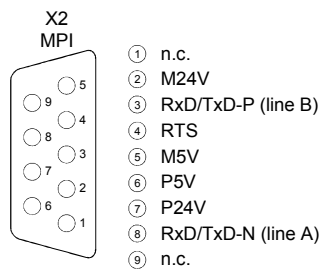 X2
MPI
5
9
4
8
3
7
2
6
1
① n.c.
② M24V
③ RxD/TxD-P (line B)
④ RTS
⑤ M5V
⑥ P5V
⑦ P24V
⑧ RxD/TxD-N (line A)
⑨ n.c.